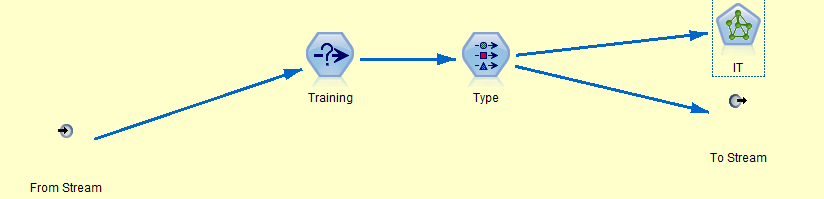 IT
Training
Type
To Stream
From Stream